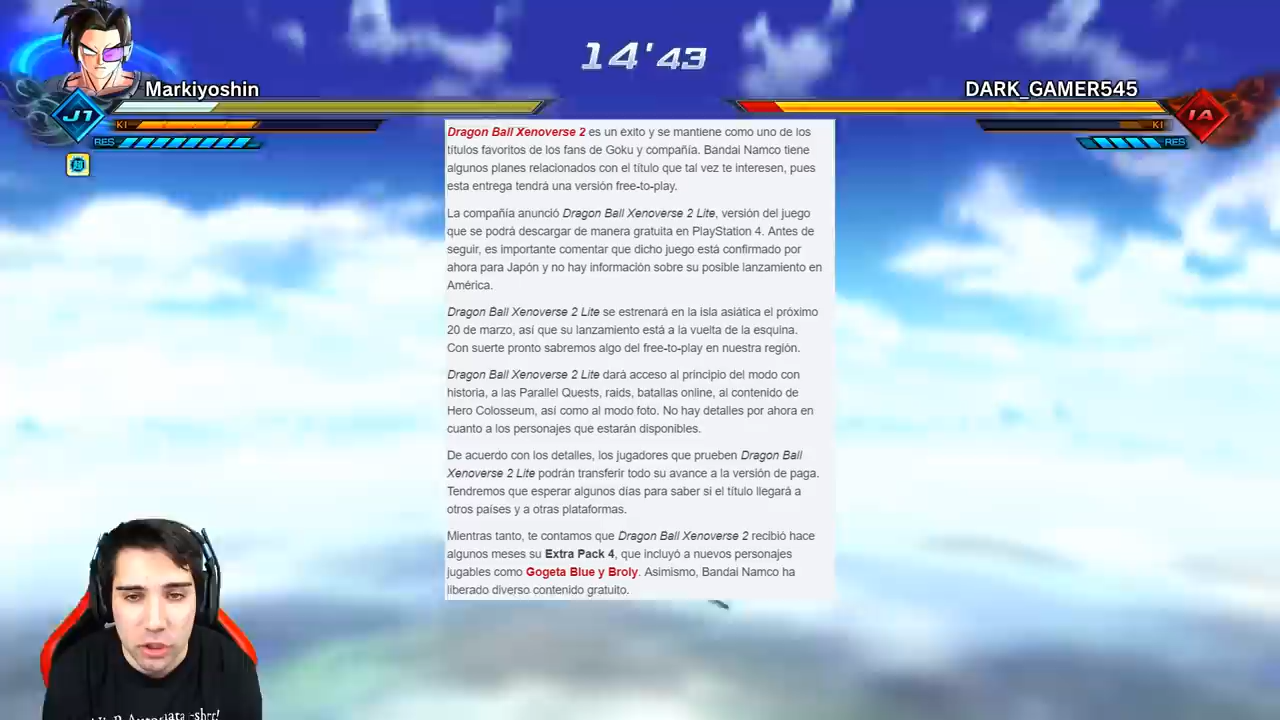 14'43
Markiyoshin
DARK_GAMER545
J1
KI
RES
IA
KI
RES
Dragon Ball Xenoverse 2 es un éxito y se mantiene como uno de los
títulos favoritos de los fans de Goku y compañía. Bandai Namco tiene
algunos planes relacionados con el título que tal vez te interesen, pues
esta entrega tendrá una versión free-to-play.
La compañía anunció Dragon Ball Xenoverse 2 Lite, versión del juego
que se podrá descargar de manera gratuita en PlayStation 4. Antes de
seguir, es importante comentar que dicho juego está confirmado por
ahora para Japón y no hay información sobre su posible lanzamiento en
América.
Dragon Ball Xenoverse 2 Lite se estrenará en la isla asiática el próximo
20 de marzo, así que su lanzamiento está a la vuelta de la esquina.
Con suerte pronto sabremos algo del free-to-play en nuestra región.
Dragon Ball Xenoverse 2 Lite dará acceso al principio del modo con
historia, a las Parallel Quests, raids, batallas online, al contenido de
Hero Colosseum, así como al modo foto. No hay detalles por ahora en
cuanto a los personajes que estarán disponibles.
De acuerdo con los detalles, los jugadores que prueben Dragon Ball
Xenoverse 2 Lite podrán transferir todo su avance a la versión de paga.
Tendremos que esperar algunos días para saber si el título llegará a
otros países y a otras plataformas.
Mientras tanto, te contamos que Dragon Ball Xenoverse 2 recibió hace
algunos meses su Extra Pack 4, que incluyó a nuevos personajes
jugables como Gogeta Blue y Broly. Asimismo, Bandai Namco ha
liberado diverso contenido gratuito.